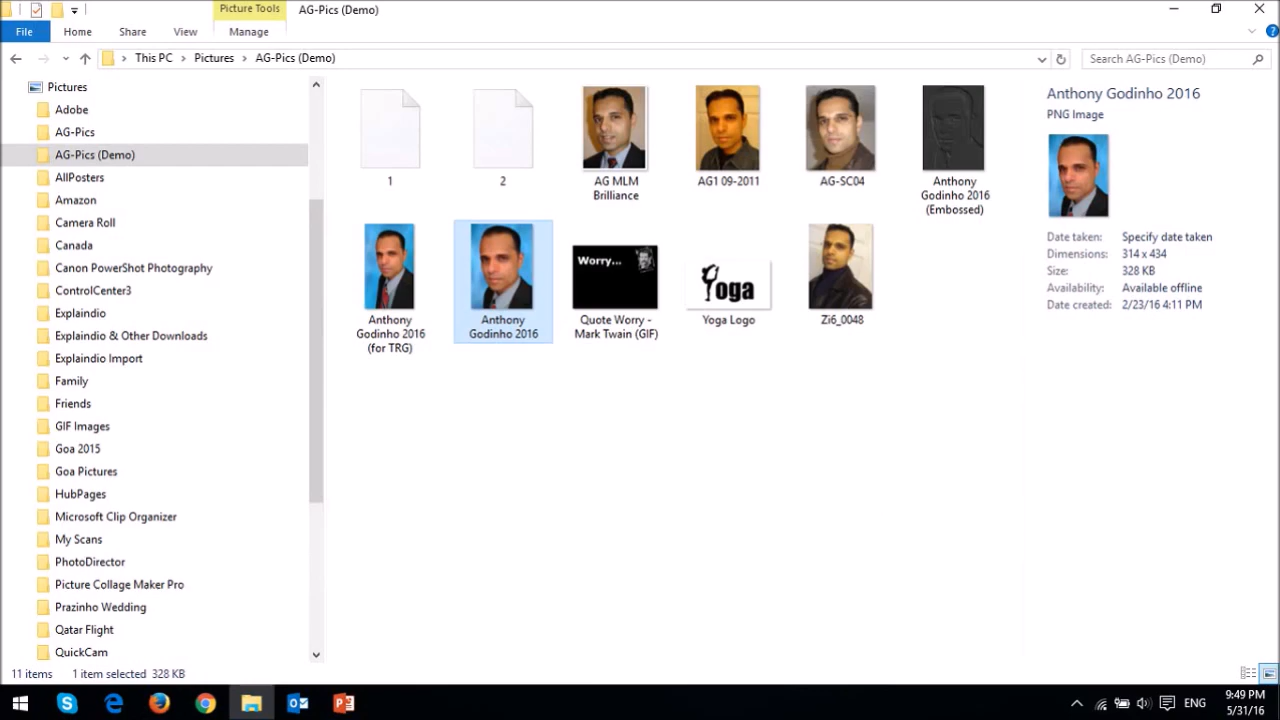 Picture Tools
AG-Pics (Demo)
File
Home
Share
View
Manage
This PC
Pictures
AG-Pics (Demo)
Search AG-Pics (Demo)
Pictures
Adobe
AG-Pics
AG-Pics (Demo)
AllPosters
Amazon
Camera Roll
Canada
Canon PowerShot Photography
ControlCenter3
Explaindio
Explaindio & Other Downloads
Explaindio Import
Family
Friends
GIF Images
Goa 2015
Goa Pictures
HubPages
Microsoft Clip Organizer
My Scans
PhotoDirector
Picture Collage Maker Pro
Prazinho Wedding
Qatar Flight
QuickCam
1
2
AG MLM
Brilliance
AG1 09-2011
AG-SC04
Anthony
Godinho 2016
(Embossed)
Anthony
Godinho 2016
(for TRG)
Anthony
Godinho 2016
Worry...
Quote Worry -
Mark Twain (GIF)
Yoga
Yoga Logo
Zi6_0048
Anthony Godinho 2016
PNG Image
Date taken: Specify date taken
Dimensions: 314 x 434
Size: 328 KB
Availability: Available offline
Date created: 2/23/16 4:11 PM
11 items
1 item selected 328 KB
ENG
9:49 PM
5/31/16